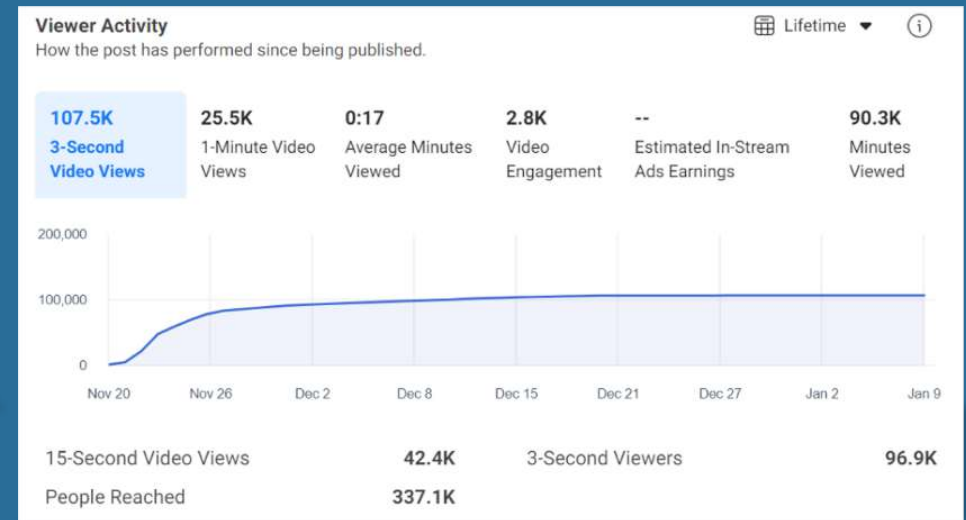 Viewer Activity
Lifetime
How the post has performed since being published.
107.5K
3-Second
Video Views
25.5K
1-Minute Video
Views
0:17
Average Minutes
Viewed
2.8K
Video
Engagement
--
Estimated In-Stream
Ads Earnings
90.3K
Minutes
Viewed
200,000
100,000
0
Nov 20 Nov 26 Dec 2 Dec 8 Dec 15 Dec 21 Dec 27 Jan 2 Jan 9
15-Second Video Views 42.4K 3-Second Viewers 96.9K
People Reached 337.1K